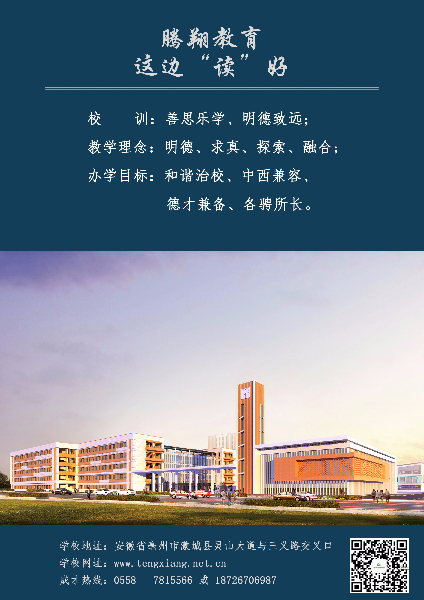 腾翔教育
这边“读”好
校 训：善思乐学、明德致远；
教学理念：明德、求真、探索、融合；
办学目标：和谐治校、中西兼容、
德才兼备、各骋所长。
学校地址：安徽省亳州市蒙城县灵山大道与三义路交叉口
学校网址：www.tengxiang.net.cn
成才热线：0558 7815566 或 18726706987